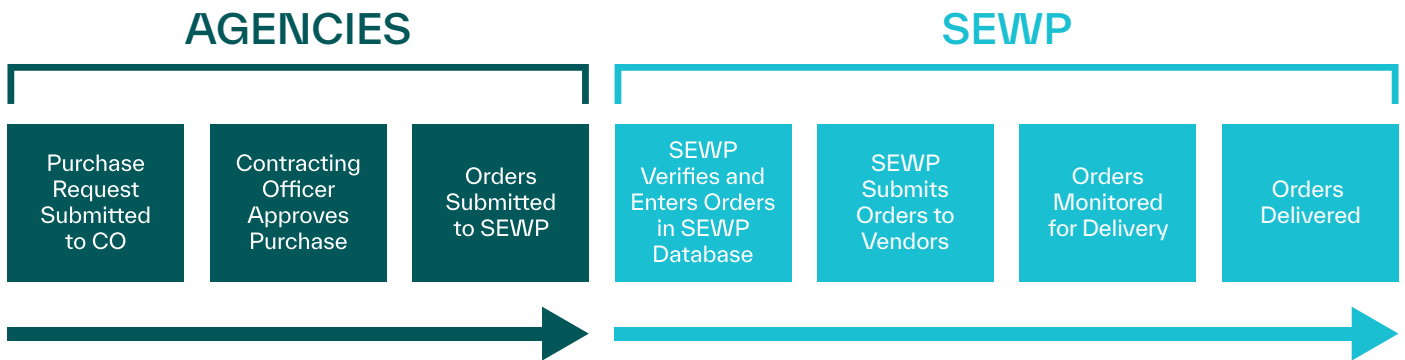 AGENCIES
SEWP
Purchase
Request
Submitted
to CO
Contracting
Officer
Approves
Purchase
Orders
Submitted
to SEWP
SEWP
Verifies and
Enters Orders
in SEWP
Database
SEWP
Submits
Orders to
Vendors
Orders
Monitored
for Delivery
Orders
Delivered